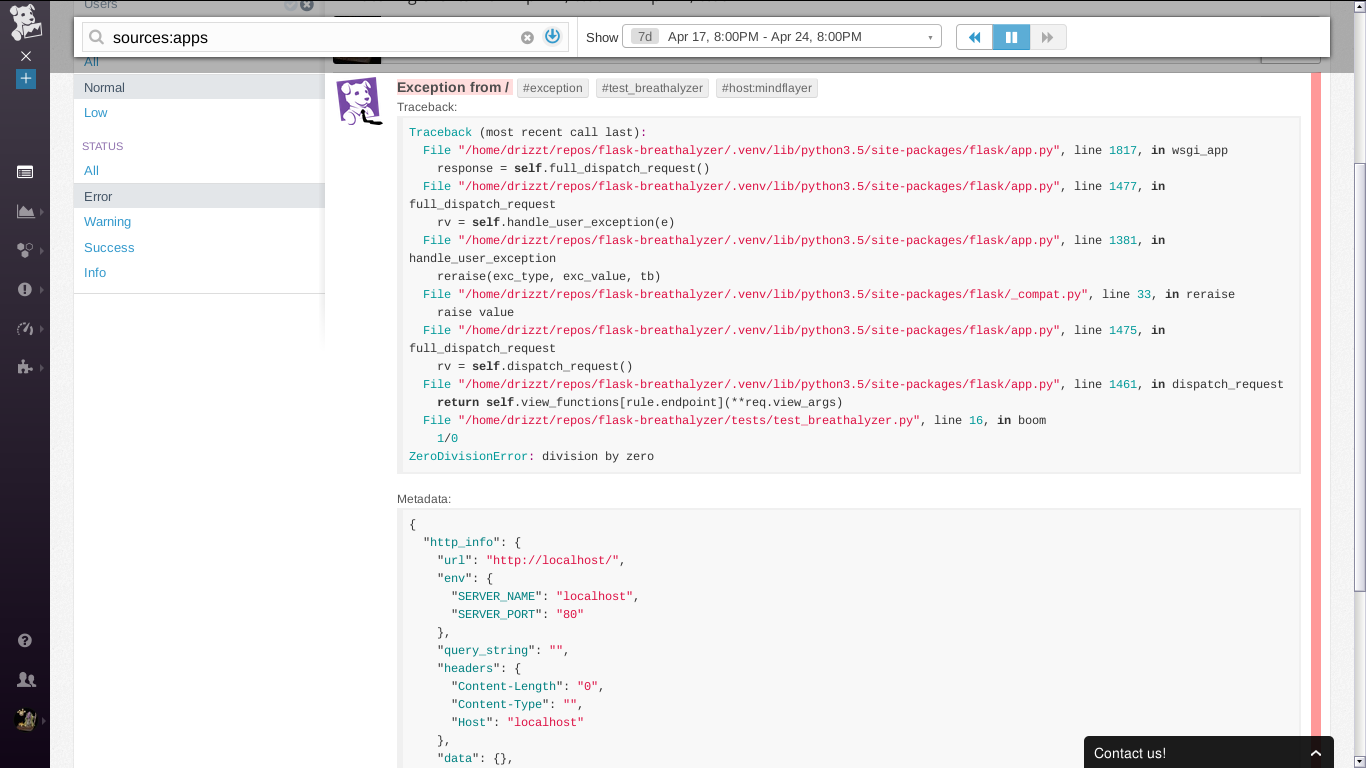 Users
sources:apps
Show 7d Apr 17, 8:00PM - Apr 24, 8:00PM
All
Normal
Low
STATUS
All
Error
Warning
Success
Info
Exception from / #exception #test_breathalyzer #host:mindflayer
Traceback:
Traceback (most recent call last):
  File "/home/drizzt/repos/flask-breathalyzer/.venv/lib/python3.5/site-packages/flask/app.py", line 1817, in wsgi_app
    response = self.full_dispatch_request()
  File "/home/drizzt/repos/flask-breathalyzer/.venv/lib/python3.5/site-packages/flask/app.py", line 1477, in
full_dispatch_request
    rv = self.handle_user_exception(e)
  File "/home/drizzt/repos/flask-breathalyzer/.venv/lib/python3.5/site-packages/flask/app.py", line 1381, in
handle_user_exception
    reraise(exc_type, exc_value, tb)
  File "/home/drizzt/repos/flask-breathalyzer/.venv/lib/python3.5/site-packages/flask/_compat.py", line 33, in reraise
    raise value
  File "/home/drizzt/repos/flask-breathalyzer/.venv/lib/python3.5/site-packages/flask/app.py", line 1475, in
full_dispatch_request
    rv = self.dispatch_request()
  File "/home/drizzt/repos/flask-breathalyzer/.venv/lib/python3.5/site-packages/flask/app.py", line 1461, in dispatch_request
    return self.view_functions[rule.endpoint](**req.view_args)
  File "/home/drizzt/repos/flask-breathalyzer/tests/test_breathalyzer.py", line 16, in boom
    1/0
ZeroDivisionError: division by zero
Metadata:
{
  "http_info": {
    "url": "http://localhost/",
    "env": {
      "SERVER_NAME": "localhost",
      "SERVER_PORT": "80"
    },
    "query_string": "",
    "headers": {
      "Content-Length": "0",
      "Content-Type": "",
      "Host": "localhost"
    },
    "data": {},
Contact us!